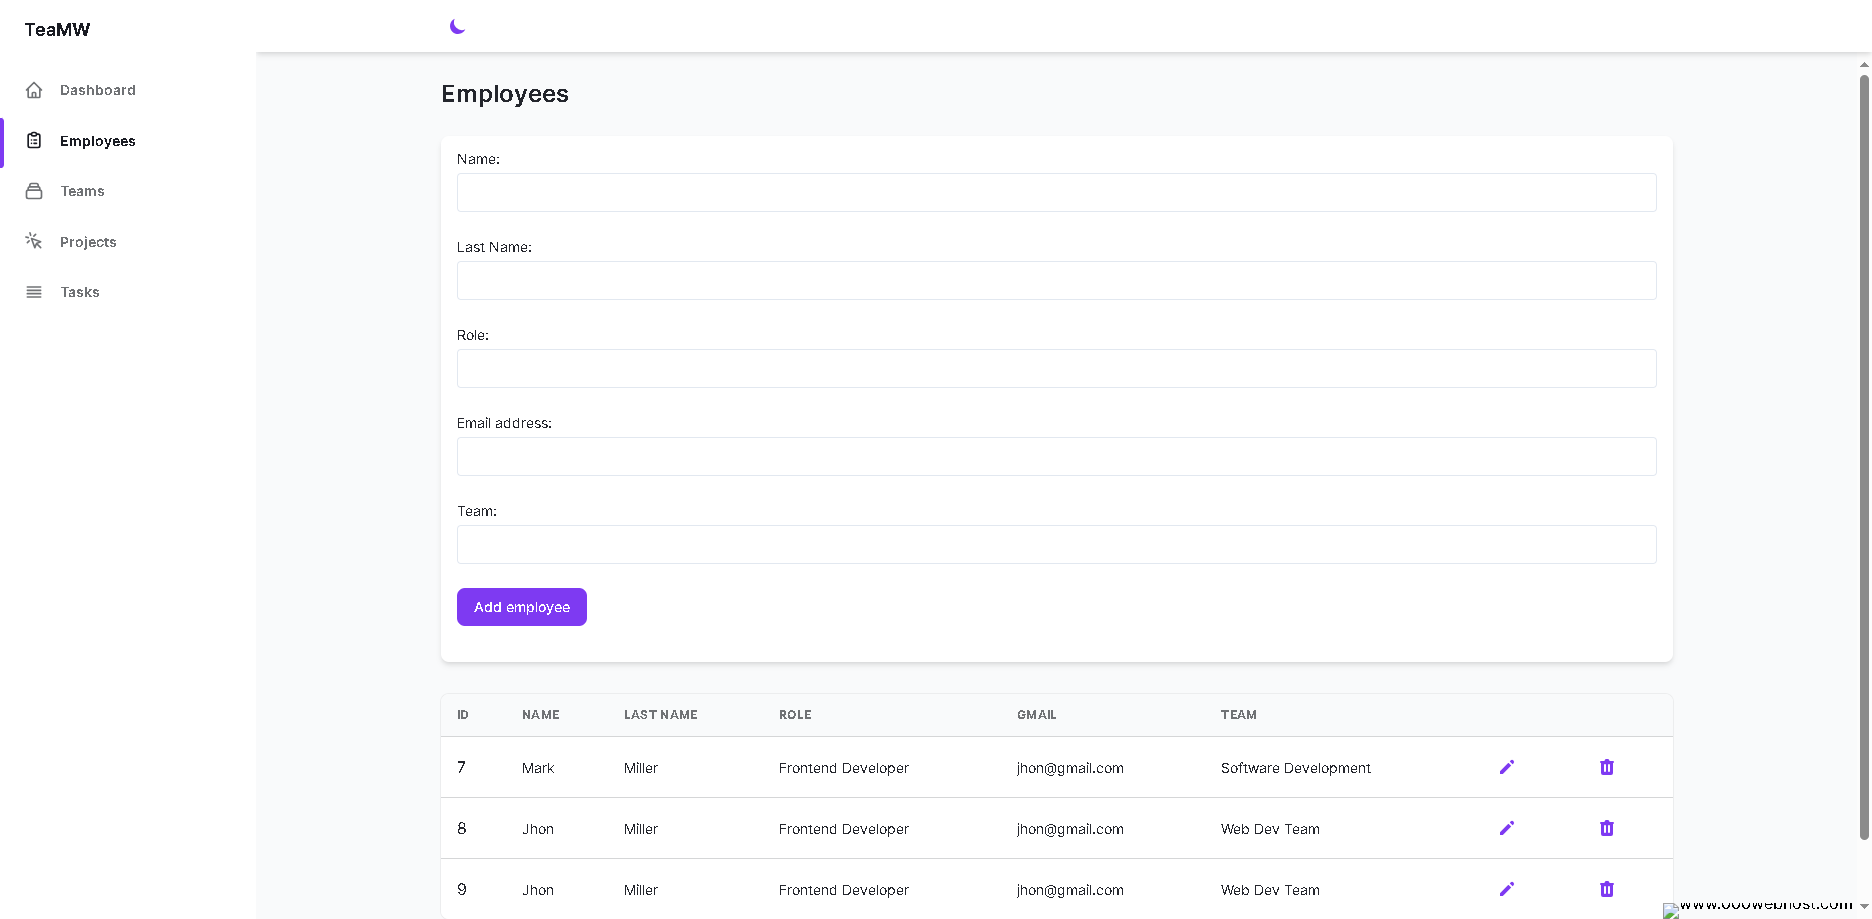 TeaMW
Dashboard
Employees
Teams
Projects
Tasks
Employees
Name:
Last Name:
Role:
Email address:
Team:
Add employee
ID NAME LAST NAME ROLE GMAIL TEAM
7 Mark Miller Frontend Developer jhon@gmail.com Software Development
8 Jhon Miller Frontend Developer jhon@gmail.com Web Dev Team
9 Jhon Miller Frontend Developer jhon@gmail.com Web Dev Team
www.000webhost.com